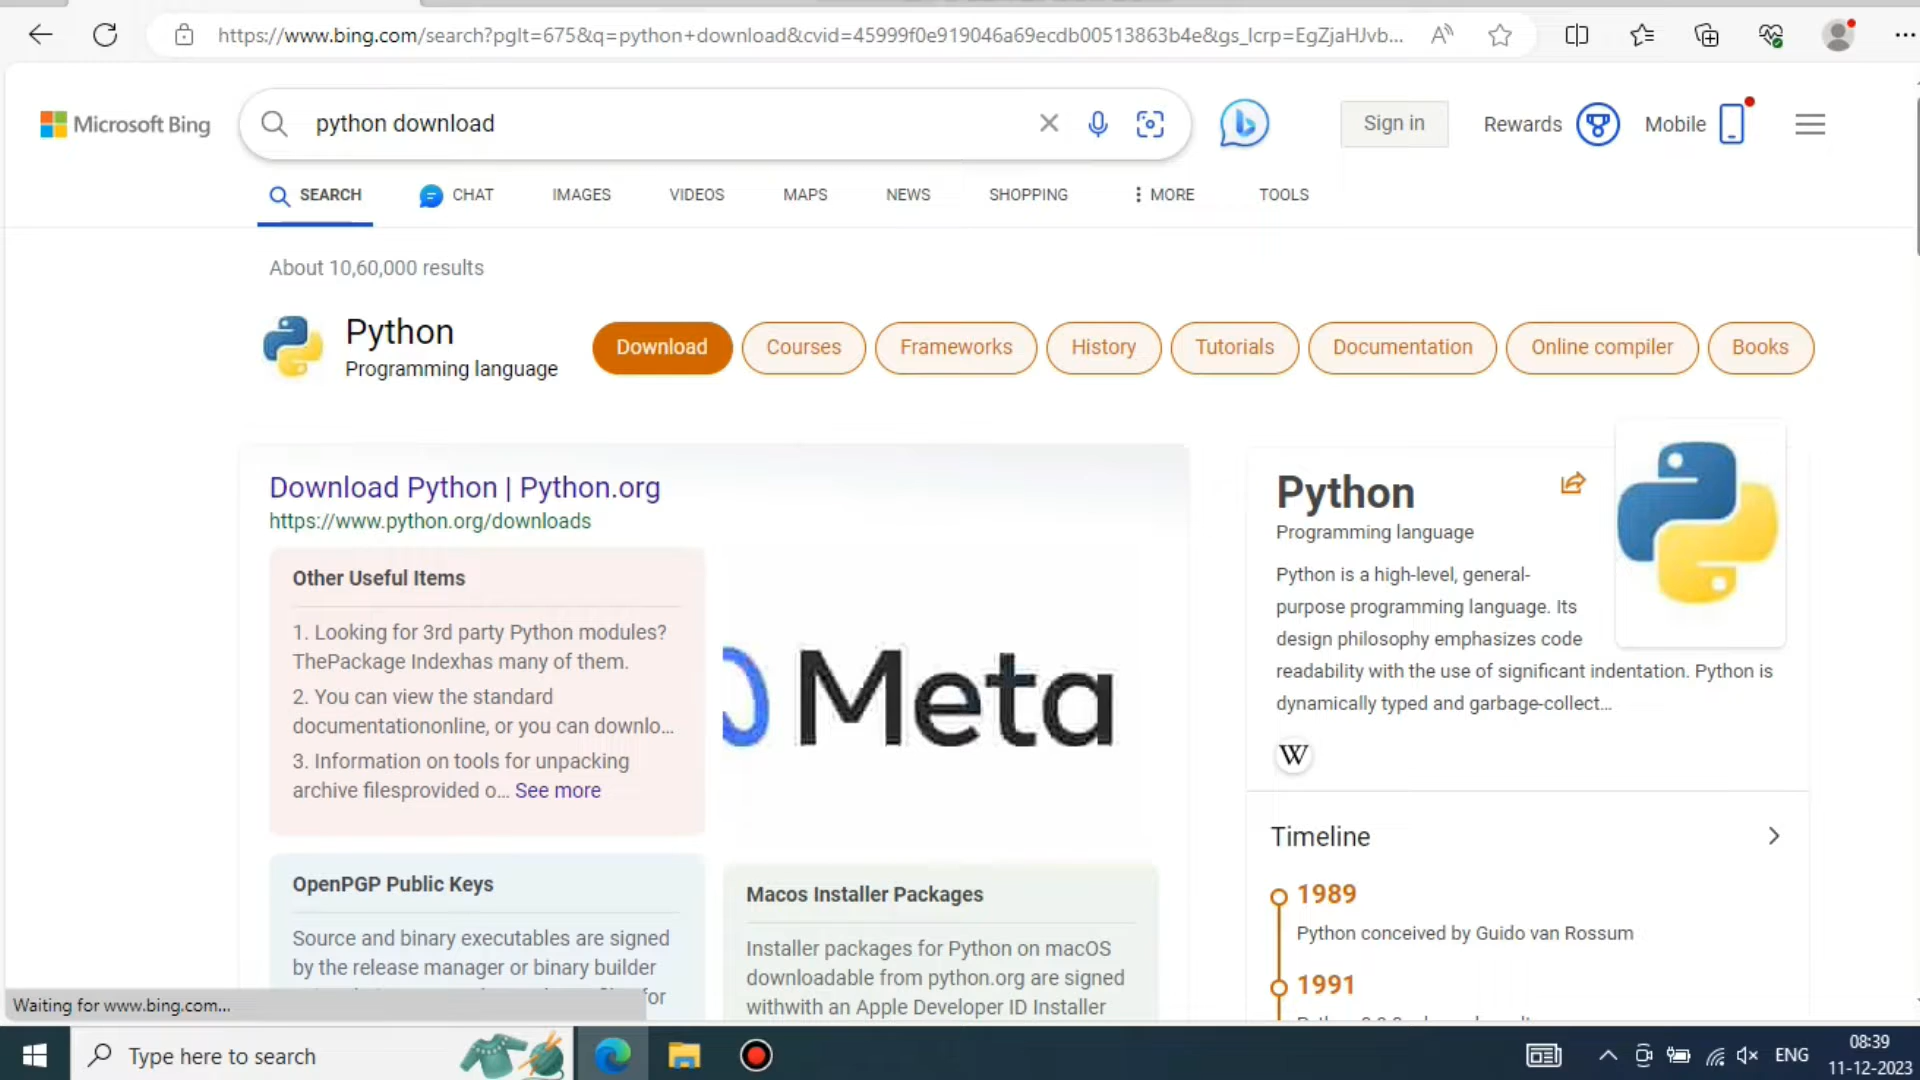 https://www.bing.com/search?pglt=675&q=python+download&cvid=45999f0e919046a69ecdb00513863b4e&gs_lcrp=EgZjaHJvb...
Microsoft Bing
python download
Sign in
Rewards
Mobile
SEARCH
CHAT
IMAGES
VIDEOS
MAPS
NEWS
SHOPPING
MORE
TOOLS
About 10,60,000 results
Python
Programming language
Download
Courses
Frameworks
History
Tutorials
Documentation
Online compiler
Books
Download Python | Python.org
https://www.python.org/downloads
Other Useful Items
1. Looking for 3rd party Python modules?
ThePackage Indexhas many of them.
2. You can view the standard
documentationonline, or you can downlo...
3. Information on tools for unpacking
archive filesprovided o... See more
Meta
OpenPGP Public Keys
Source and binary executables are signed
by the release manager or binary builder
for
Macos Installer Packages
Installer packages for Python on macOS
downloadable from python.org are signed
withwith an Apple Developer ID Installer
Python
Programming language
Python is a high-level, general-
purpose programming language. Its
design philosophy emphasizes code
readability with the use of significant indentation. Python is
dynamically typed and garbage-collect...
W
Timeline
1989
Python conceived by Guido van Rossum
1991
Waiting for www.bing.com...
Type here to search
ENG
08:39
11-12-2023